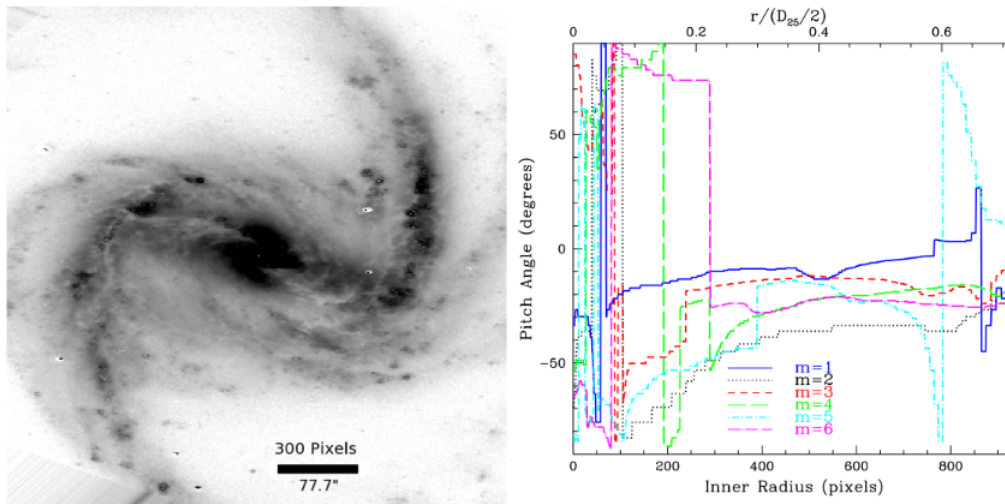 300 Pixels
77.7"
r/(D25/2)
0 0.2 0.4 0.6
Pitch Angle (degrees)
50
0
−50
m=1
m=2
m=3
m=4
m=5
m=6
0 200 400 600 800
Inner Radius (pixels)